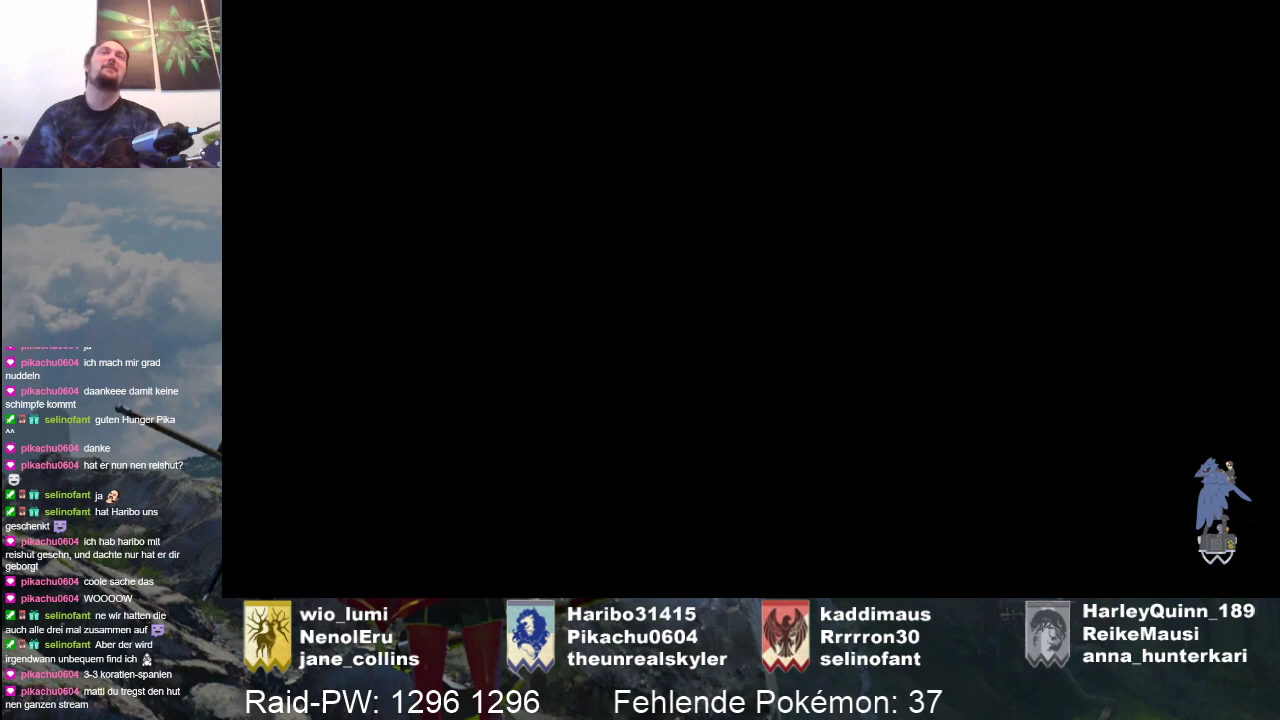 pikachu0604 ja
pikachu0604 ich mach mir grad
nuddeln
pikachu0604 daankeee damit keine
schimpfe kommt
selinofant guten Hunger Pika
^^
pikachu0604 danke
pikachu0604 hat er nun nen reishut?
selinofant ja
selinofant hat Haribo uns
geschenkt
pikachu0604 ich hab haribo mit
reishut gesehn, und dachte nur hat er dir
geborgt
pikachu0604 coole sache das
pikachu0604 WOOOOW
selinofant ne wir hatten die
auch alle drei mal zusammen auf
selinofant Aber der wird
irgendwann unbequem find ich
pikachu0604 3-3 koratien-spanien
pikachu0604 matti du tregst den hut
nen ganzen stream
wio_lumi
NenolEru
jane_collins
Haribo31415
Pikachu0604
theunrealskyler
kaddimaus
Rrrrron30
selinofant
HarleyQuinn_189
ReikeMausi
anna_hunterkari
Raid-PW: 1296 1296
Fehlende Pokémon: 37